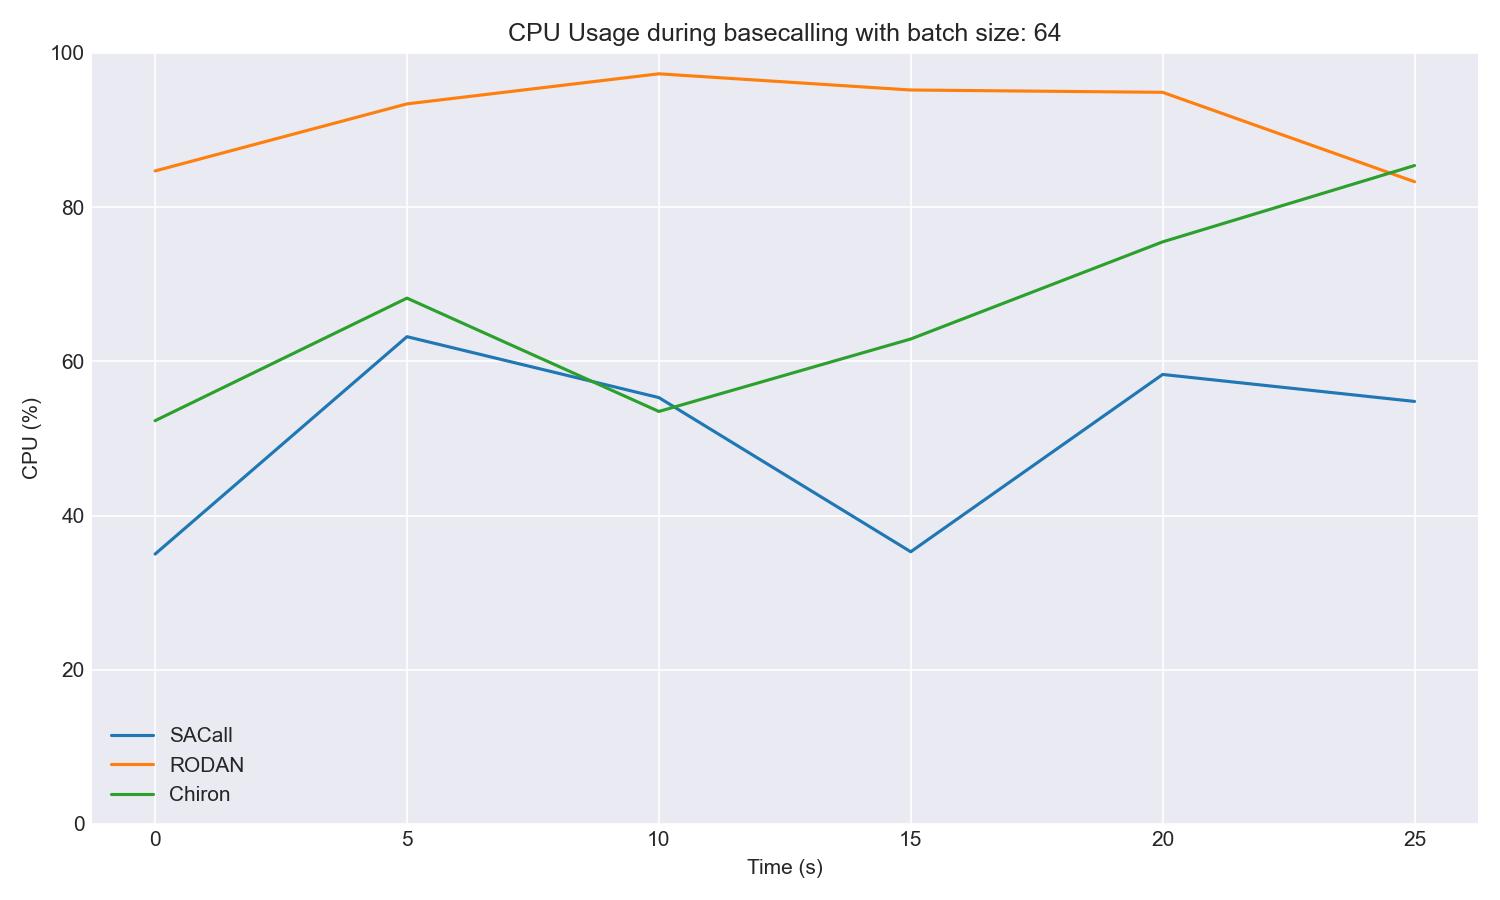 CPU Usage during basecalling with batch size: 64
100
80
60
40
20
0
CPU (%)
SACall
RODAN
Chiron
0 5 10 15 20 25
Time (s)